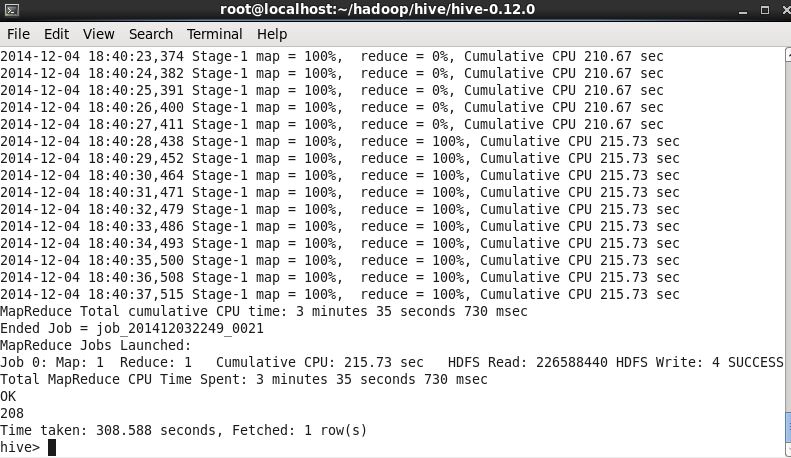 root@localhost:~/hadoop/hive/hive-0.12.0
File Edit View Search Terminal Help
2014-12-04 18:40:23,374 Stage-1 map = 100%,  reduce = 0%, Cumulative CPU 210.67 sec
2014-12-04 18:40:24,382 Stage-1 map = 100%,  reduce = 0%, Cumulative CPU 210.67 sec
2014-12-04 18:40:25,391 Stage-1 map = 100%,  reduce = 0%, Cumulative CPU 210.67 sec
2014-12-04 18:40:26,400 Stage-1 map = 100%,  reduce = 0%, Cumulative CPU 210.67 sec
2014-12-04 18:40:27,411 Stage-1 map = 100%,  reduce = 0%, Cumulative CPU 210.67 sec
2014-12-04 18:40:28,438 Stage-1 map = 100%,  reduce = 100%, Cumulative CPU 215.73 sec
2014-12-04 18:40:29,452 Stage-1 map = 100%,  reduce = 100%, Cumulative CPU 215.73 sec
2014-12-04 18:40:30,464 Stage-1 map = 100%,  reduce = 100%, Cumulative CPU 215.73 sec
2014-12-04 18:40:31,471 Stage-1 map = 100%,  reduce = 100%, Cumulative CPU 215.73 sec
2014-12-04 18:40:32,479 Stage-1 map = 100%,  reduce = 100%, Cumulative CPU 215.73 sec
2014-12-04 18:40:33,486 Stage-1 map = 100%,  reduce = 100%, Cumulative CPU 215.73 sec
2014-12-04 18:40:34,493 Stage-1 map = 100%,  reduce = 100%, Cumulative CPU 215.73 sec
2014-12-04 18:40:35,500 Stage-1 map = 100%,  reduce = 100%, Cumulative CPU 215.73 sec
2014-12-04 18:40:36,508 Stage-1 map = 100%,  reduce = 100%, Cumulative CPU 215.73 sec
2014-12-04 18:40:37,515 Stage-1 map = 100%,  reduce = 100%, Cumulative CPU 215.73 sec
MapReduce Total cumulative CPU time: 3 minutes 35 seconds 730 msec
Ended Job = job_201412032249_0021
MapReduce Jobs Launched:
Job 0: Map: 1  Reduce: 1   Cumulative CPU: 215.73 sec   HDFS Read: 226588440 HDFS Write: 4 SUCCESS
Total MapReduce CPU Time Spent: 3 minutes 35 seconds 730 msec
OK
208
Time taken: 308.588 seconds, Fetched: 1 row(s)
hive>